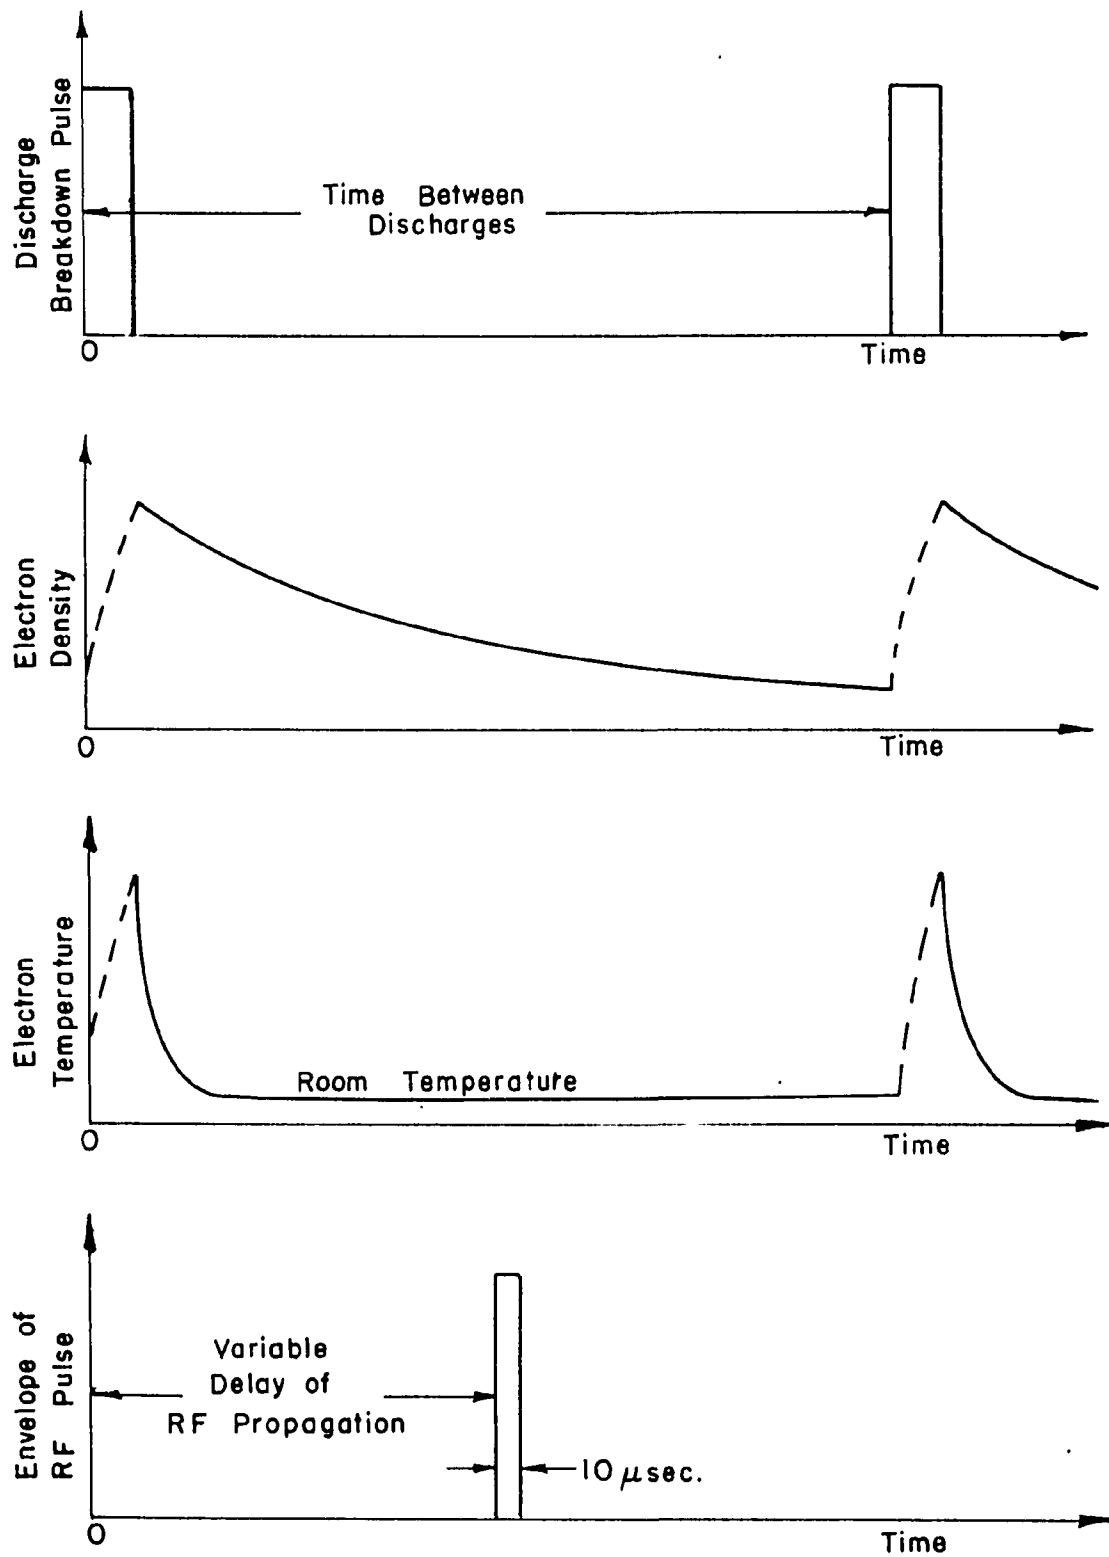 Discharge
Breakdown Pulse
Time Between
Discharges
O
Time
Electron
Density
O
Time
Electron
Temperature
Room Temperature
O
Time
Envelope of
RF Pulse
Variable
Delay of
RF Propagation
10 μsec.
O
Time